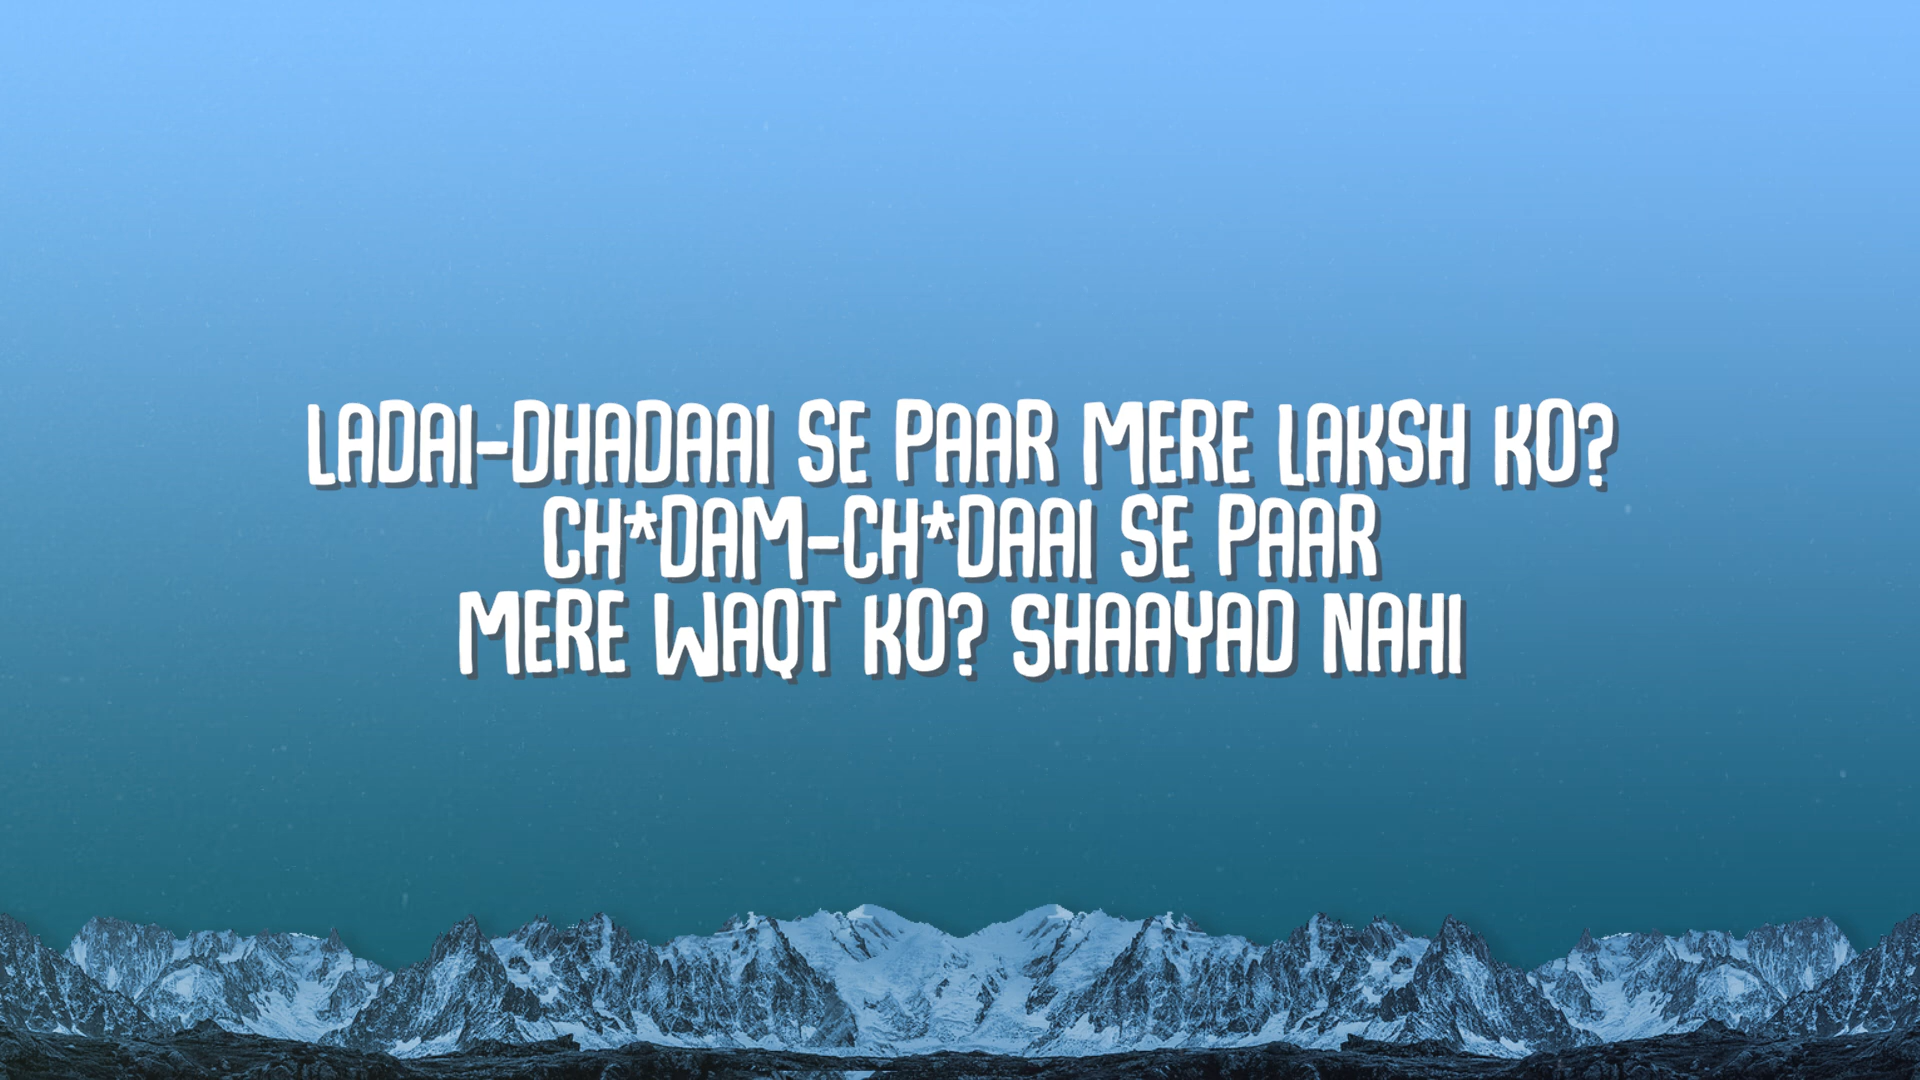 LADAI-DHADAAI SE PAAR MERE LAKSH KO?
CH*DAM-CH*DAAI SE PAAR
MERE WAQT KO? SHAAYAD NAHI